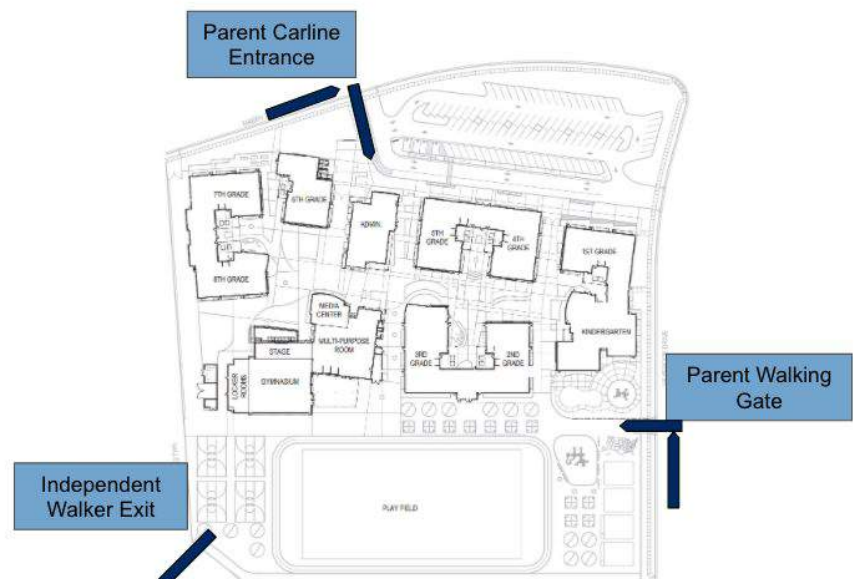 Parent Carline
Entrance
7TH GRADE
6TH GRADE
ADMIN
5TH
GRADE
4TH
GRADE
1ST GRADE
8TH GRADE
MEDIA
CENTER
MULTI-PURPOSE
ROOM
3RD
GRADE
2ND
GRADE
KINDERGARTEN
STAGE
LOCKER
ROOMS
GYMNASIUM
Parent Walking
Gate
Independent
Walker Exit
PLAY FIELD